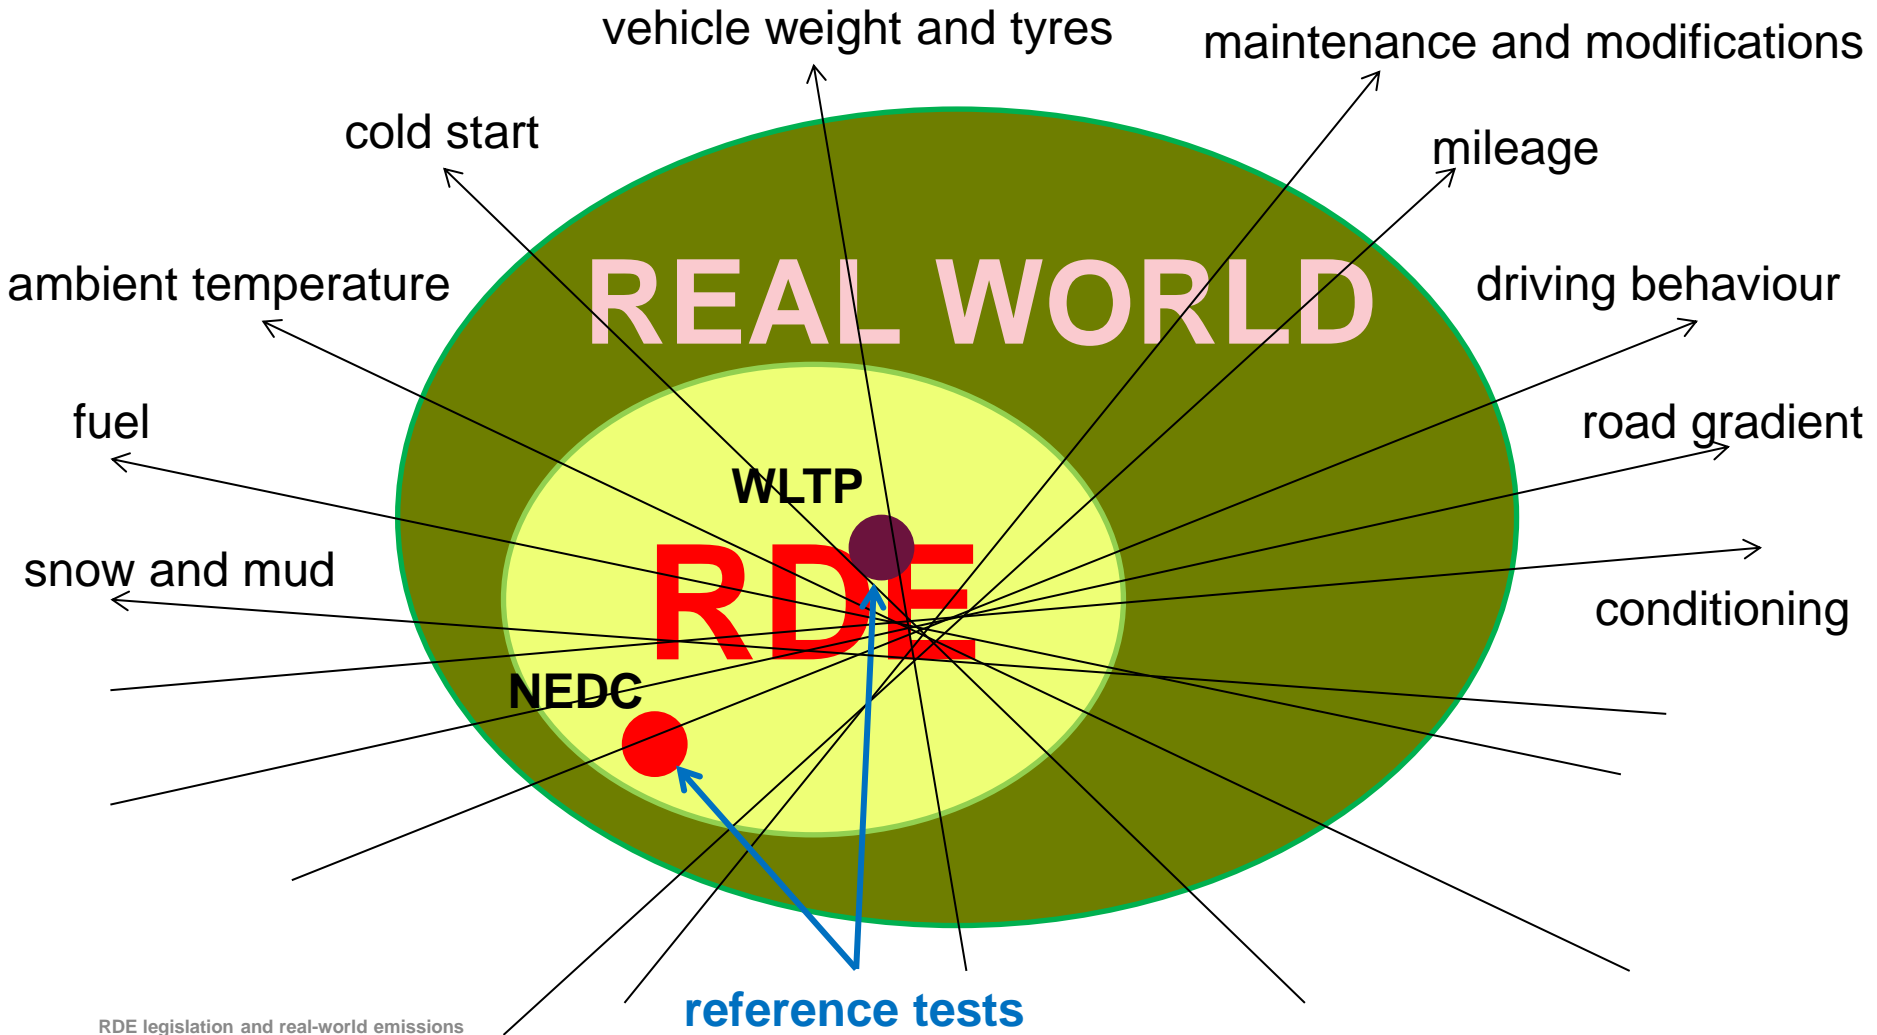 vehicle weight and tyres
maintenance and modifications
cold start
mileage
ambient temperature
REAL WORLD
driving behaviour
fuel
road gradient
WLTP
snow and mud
RDE
conditioning
NEDC
reference tests
RDE legislation and real-world emissions